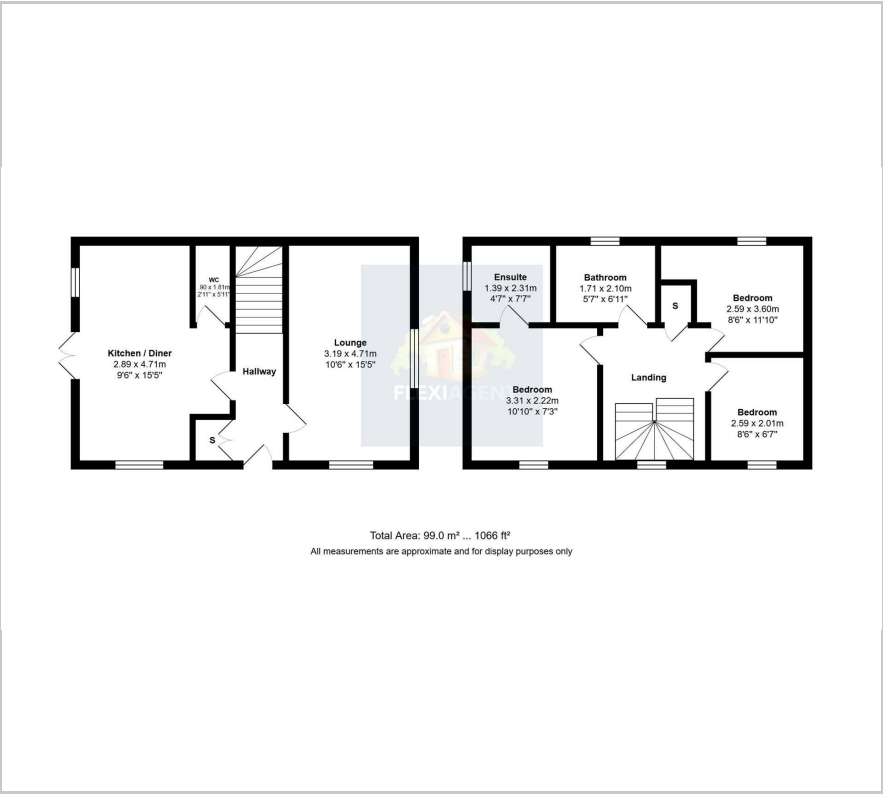 WC
.90 x 1.81m
2'11" x 5'11"
Kitchen / Diner
2.89 x 4.71m
9'6" x 15'5"
Hallway
S
Lounge
3.19 x 4.71m
10'6" x 15'5"
FLEXIAGENT
Ensuite
1.39 x 2.31m
4'7" x 7'7"
Bathroom
1.71 x 2.10m
5'7" x 6'11"
S
Bedroom
2.59 x 3.60m
8'6" x 11'10"
Landing
Bedroom
3.31 x 2.22m
10'10" x 7'3"
Bedroom
2.59 x 2.01m
8'6" x 6'7"
Total Area: 99.0 m² ... 1066 ft²
All measurements are approximate and for display purposes only